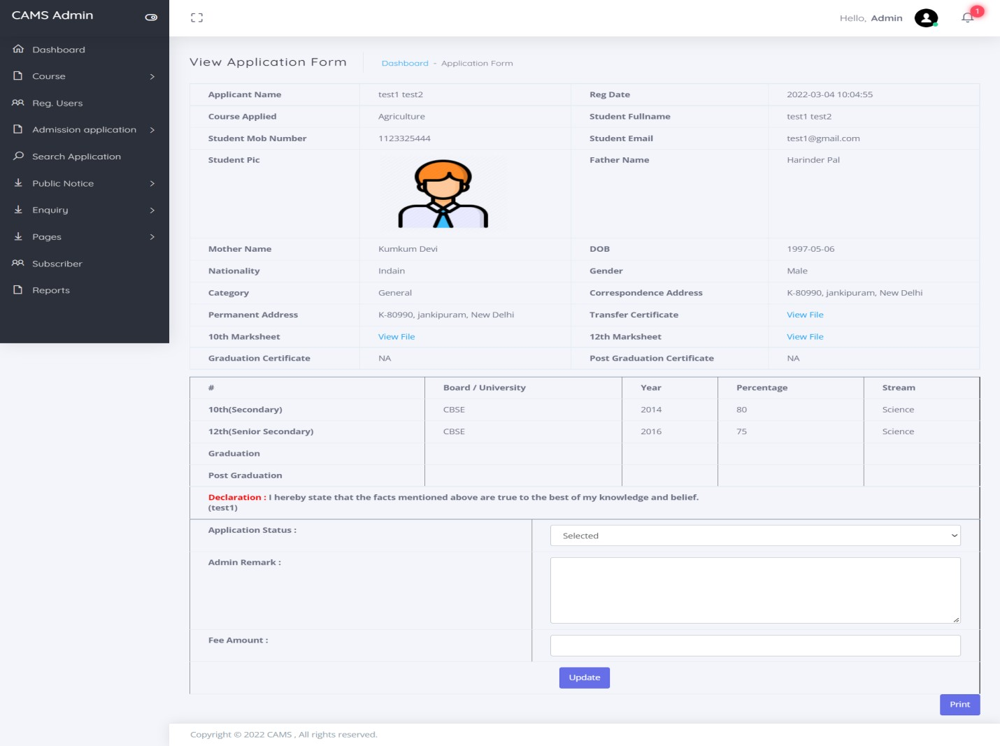 CAMS Admin
Hello, Admin
1
Dashboard
Course
Reg. Users
Admission application
Search Application
Public Notice
Enquiry
Pages
Subscriber
Reports
View Application Form
Dashboard - Application Form
Applicant Name test1 test2 Reg Date 2022-03-04 10:04:55
Course Applied Agriculture Student Fullname test1 test2
Student Mob Number 1123325444 Student Email test1@gmail.com
Student Pic Father Name Harinder Pal
Mother Name Kumkum Devi DOB 1997-05-06
Nationality Indain Gender Male
Category General Correspondence Address K-80990, jankipuram, New Delhi
Permanent Address K-80990, jankipuram, New Delhi Transfer Certificate View File
10th Marksheet View File 12th Marksheet View File
Graduation Certificate NA Post Graduation Certificate NA
# Board / University Year Percentage Stream
10th(Secondary) CBSE 2014 80 Science
12th(Senior Secondary) CBSE 2016 75 Science
Graduation
Post Graduation
Declaration : I hereby state that the facts mentioned above are true to the best of my knowledge and belief.
(test1)
Application Status : Selected
Admin Remark :
Fee Amount :
Update
Print
Copyright © 2022 CAMS , All rights reserved.